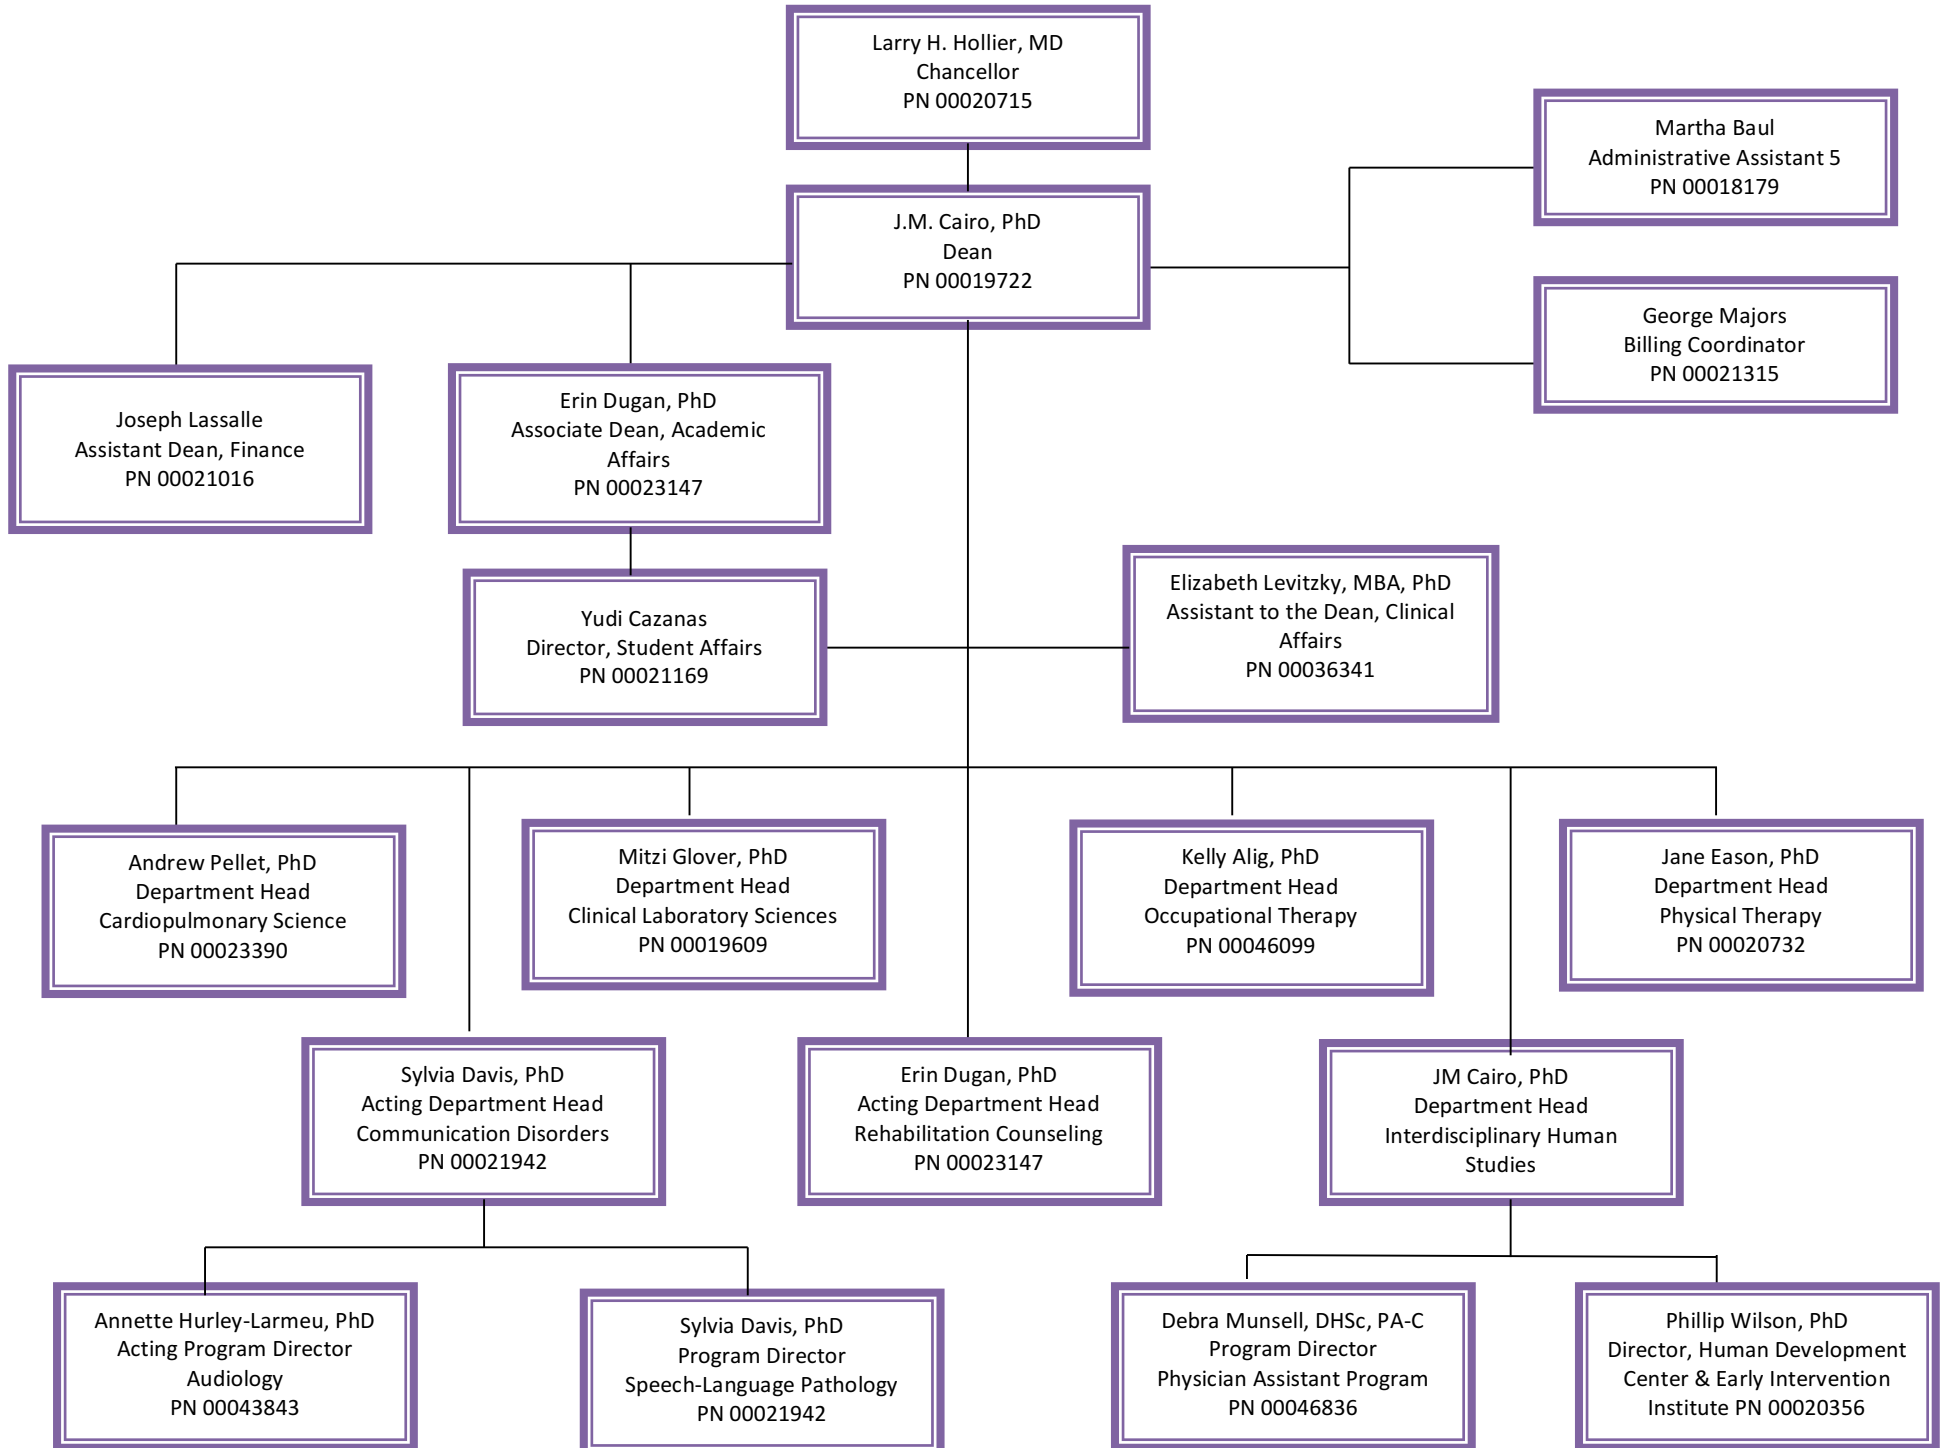 Larry H. Hollier, MD
Chancellor
PN 00020715
Martha Baul
Administrative Assistant 5
PN 00018179
J.M. Cairo, PhD
Dean
PN 00019722
George Majors
Billing Coordinator
PN 00021315
Joseph Lassalle
Assistant Dean, Finance
PN 00021016
Erin Dugan, PhD
Associate Dean, Academic
Affairs
PN 00023147
Yudi Cazanas
Director, Student Affairs
PN 00021169
Elizabeth Levitzky, MBA, PhD
Assistant to the Dean, Clinical
Affairs
PN 00036341
Andrew Pellet, PhD
Department Head
Cardiopulmonary Science
PN 00023390
Mitzi Glover, PhD
Department Head
Clinical Laboratory Sciences
PN 00019609
Kelly Alig, PhD
Department Head
Occupational Therapy
PN 00046099
Jane Eason, PhD
Department Head
Physical Therapy
PN 00020732
Sylvia Davis, PhD
Acting Department Head
Communication Disorders
PN 00021942
Erin Dugan, PhD
Acting Department Head
Rehabilitation Counseling
PN 00023147
JM Cairo, PhD
Department Head
Interdisciplinary Human
Studies
Annette Hurley-Larmeu, PhD
Acting Program Director
Audiology
PN 00043843
Sylvia Davis, PhD
Program Director
Speech-Language Pathology
PN 00021942
Debra Munsell, DHSc, PA-C
Program Director
Physician Assistant Program
PN 00046836
Phillip Wilson, PhD
Director, Human Development
Center & Early Intervention
Institute PN 00020356